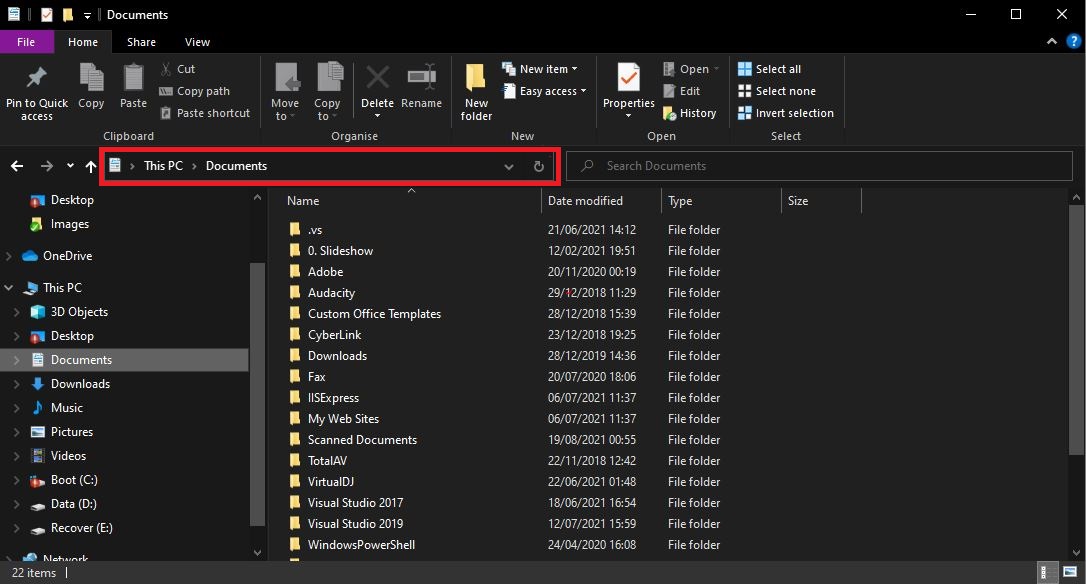 Documents
File Home Share View
Pin to Quick access
Copy
Paste
Cut
Copy path
Paste shortcut
Clipboard
Move to
Copy to
Delete
Rename
Organise
New folder
New item
Easy access
New
Properties
Open
Edit
History
Open
Select all
Select none
Invert selection
Select
This PC > Documents
Search Documents
Desktop
Images
OneDrive
This PC
3D Objects
Desktop
Documents
Downloads
Music
Pictures
Videos
Boot (C:)
Data (D:)
Recover (E:)
Network
Name Date modified Type Size
.vs 21/06/2021 14:12 File folder
0. Slideshow 12/02/2021 19:51 File folder
Adobe 20/11/2020 00:19 File folder
Audacity 29/12/2018 11:29 File folder
Custom Office Templates 28/12/2018 15:39 File folder
CyberLink 23/12/2018 19:25 File folder
Downloads 28/12/2019 14:36 File folder
Fax 20/07/2020 18:06 File folder
IISExpress 06/07/2021 11:37 File folder
My Web Sites 06/07/2021 11:37 File folder
Scanned Documents 19/08/2021 00:55 File folder
TotalAV 22/11/2018 12:42 File folder
VirtualDJ 22/06/2021 01:48 File folder
Visual Studio 2017 18/06/2021 16:54 File folder
Visual Studio 2019 12/07/2021 15:59 File folder
WindowsPowerShell 24/04/2020 16:08 File folder
22 items